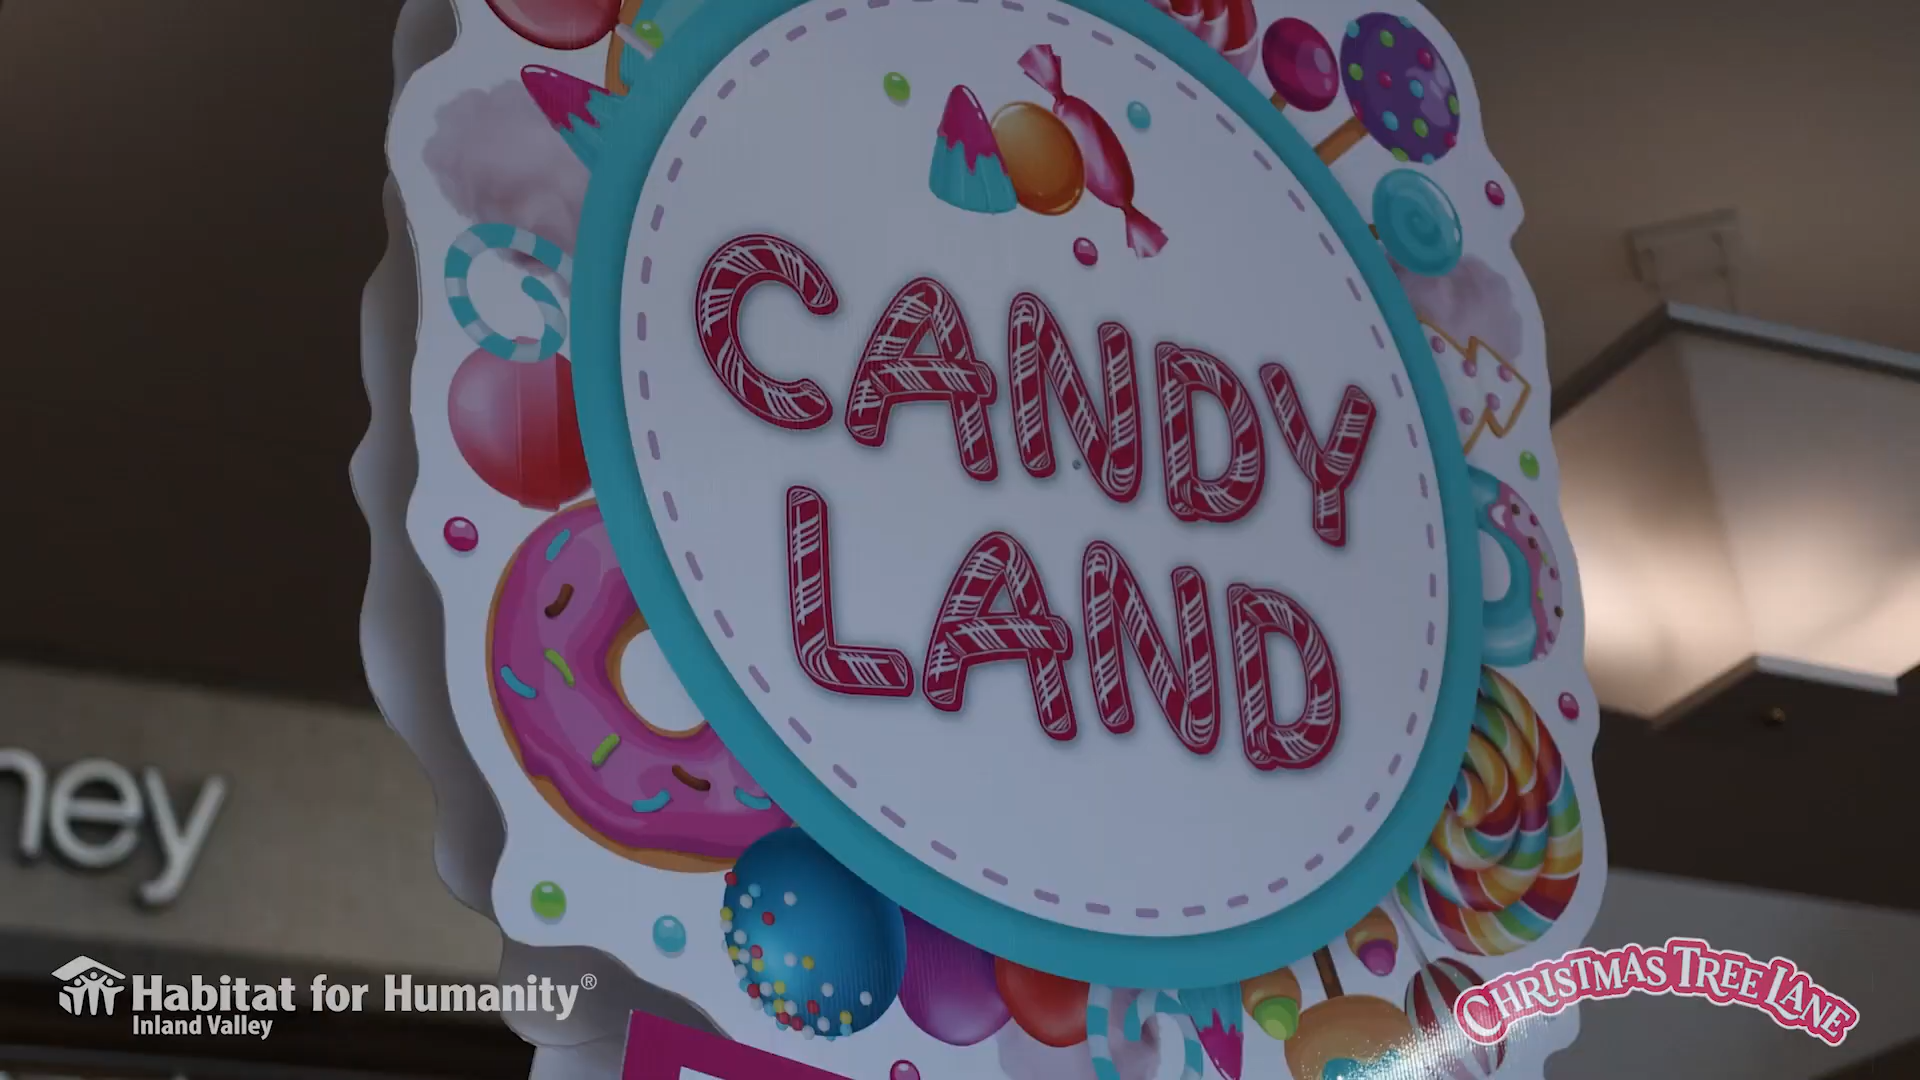 CANDY
LAND
ney
Habitat for Humanity®
Inland Valley
CHRISTMAS TREE LANE